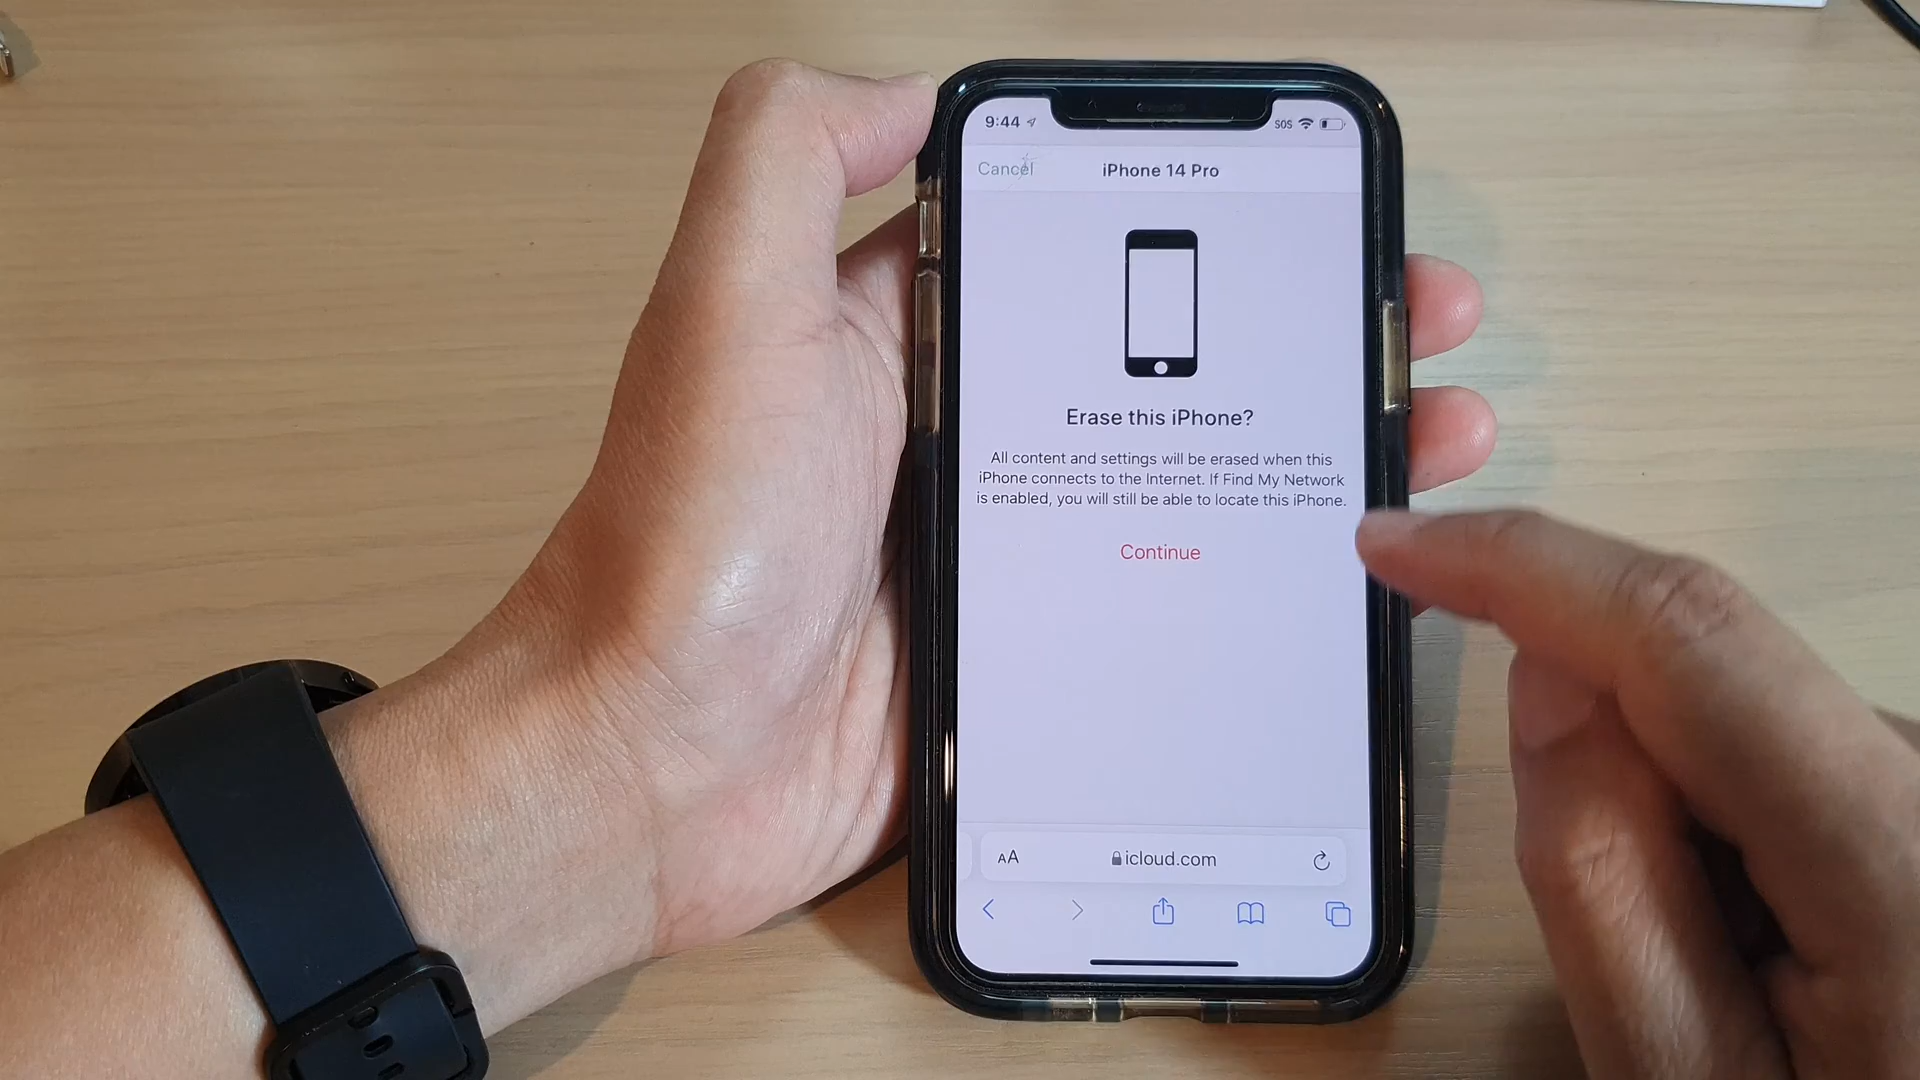 9:44
SOS
Cancel
iPhone 14 Pro
Erase this iPhone?
All content and settings will be erased when this
iPhone connects to the Internet. If Find My Network
is enabled, you will still be able to locate this iPhone.
Continue
AA
icloud.com